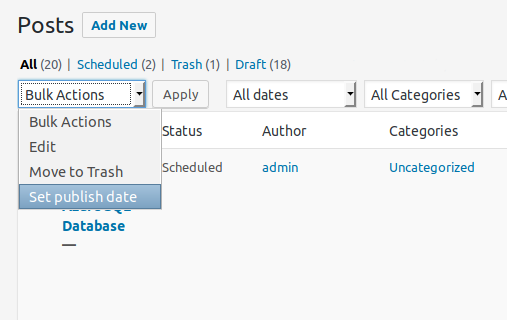 Posts Add New
All (20) | Scheduled (2) | Trash (1) | Draft (18)
Bulk Actions Apply All dates All Categories
Status Author Categories
Bulk Actions
Edit
Move to Trash
Set publish date
Scheduled admin Uncategorized
Database
—